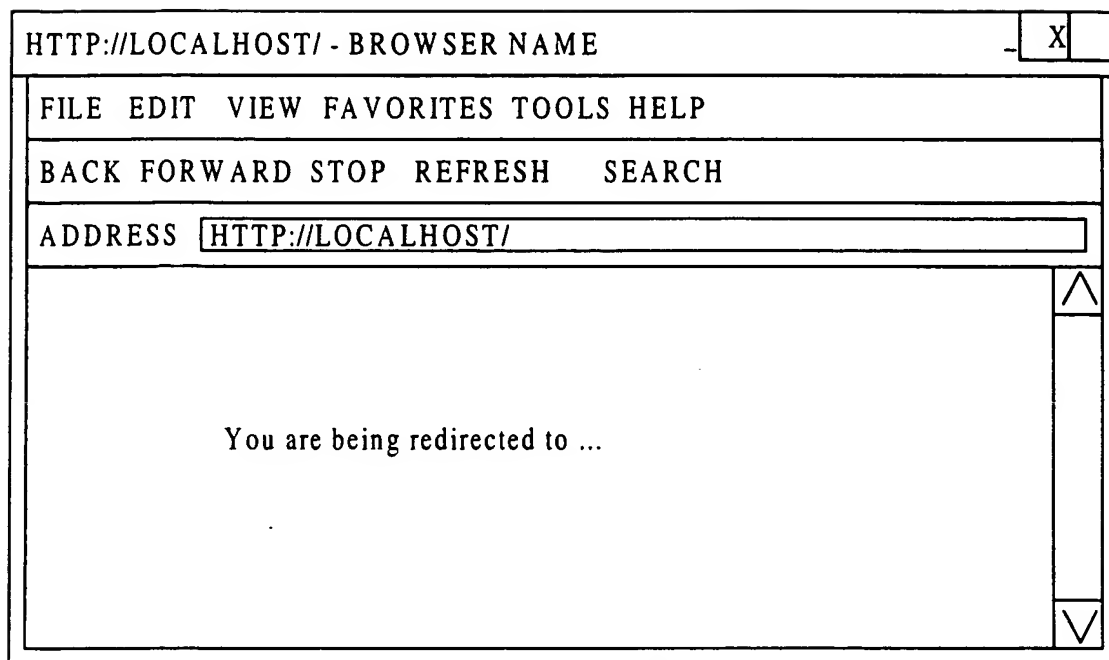 HTTP://LOCALHOST/ - BROWSER NAME _ X
FILE EDIT VIEW FAVORITES TOOLS HELP
BACK FORWARD STOP REFRESH SEARCH
ADDRESS HTTP://LOCALHOST/
You are being redirected to ...